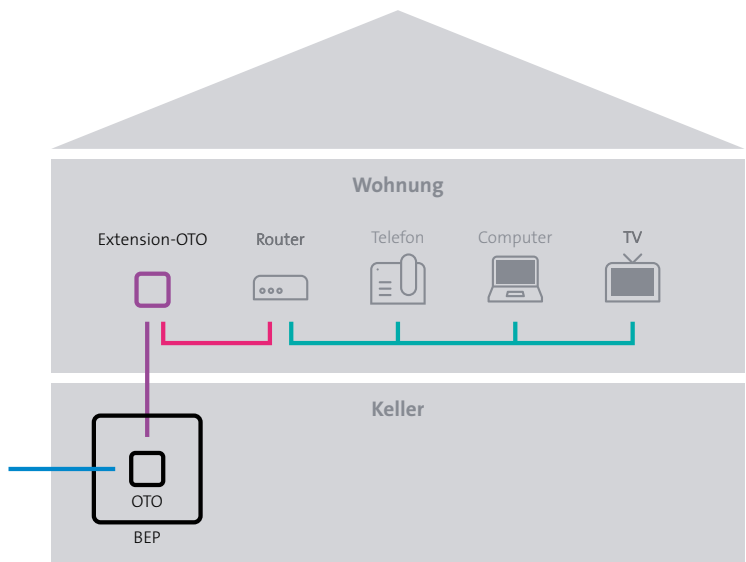 Wohnung
Extension-OTO Router Telefon Computer TV
Keller
OTO
BEP